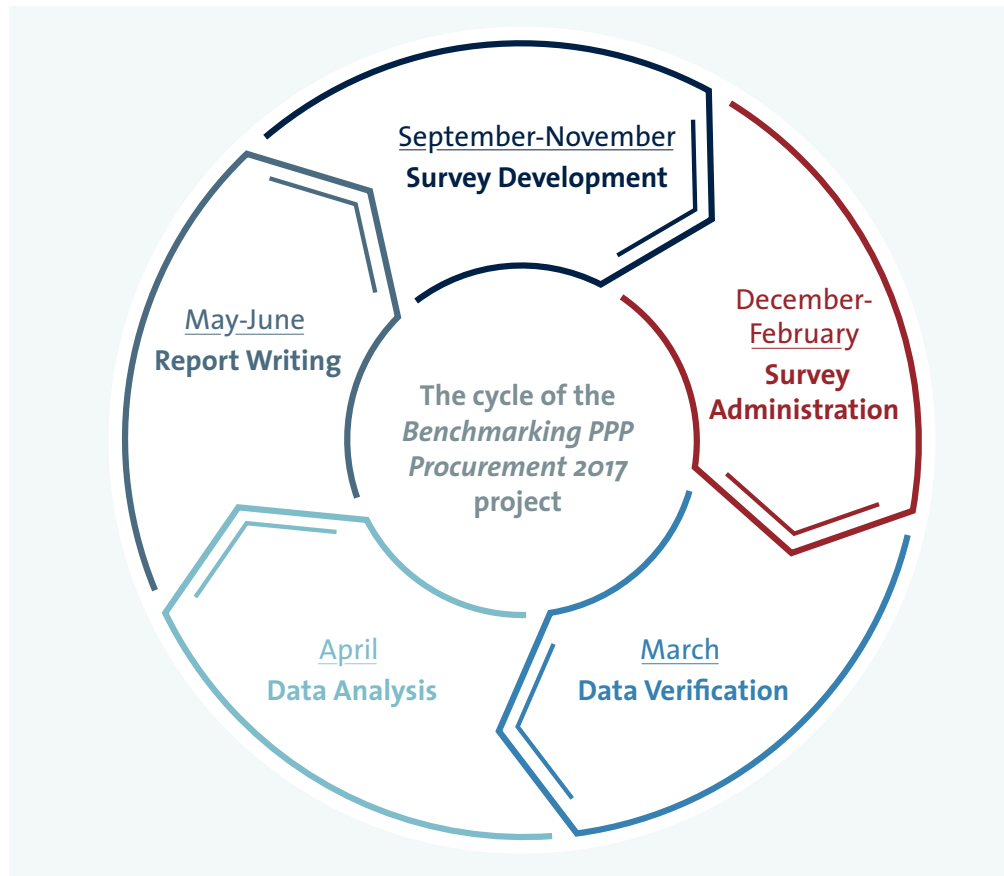 September-November
Survey Development
December-
February
Survey
Administration
March
Data Verification
April
Data Analysis
May-June
Report Writing
The cycle of the
Benchmarking PPP
Procurement 2017
project